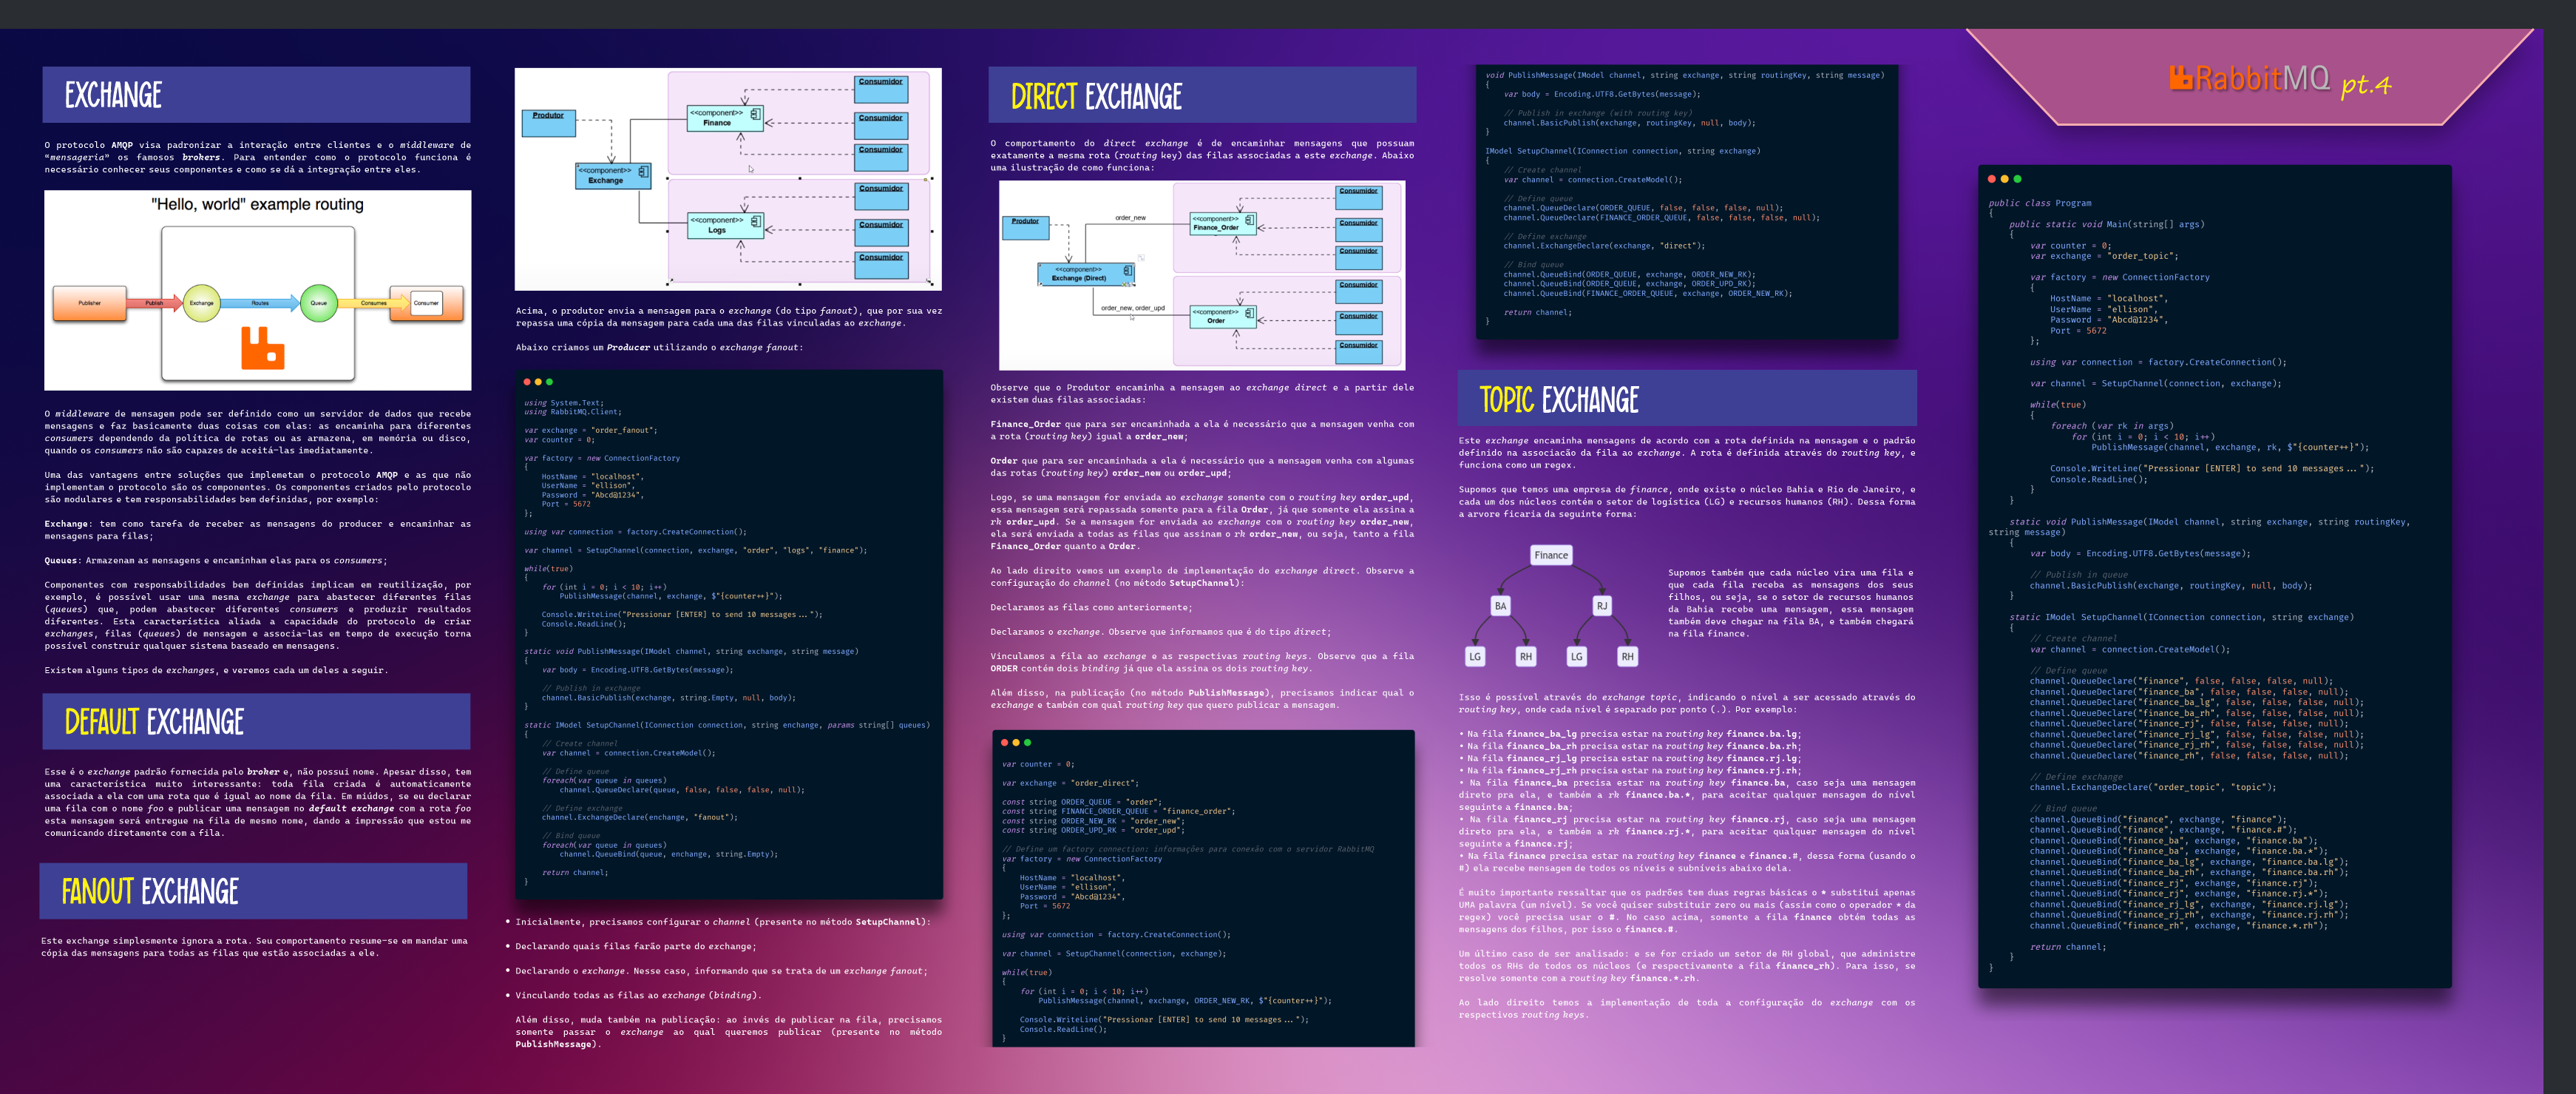 EXCHANGE
O protocolo AMQP visa padronizar a interação entre clientes e o middleware de
"mensageria" os famosos brokers. Para entender como o protocolo funciona é
necessário conhecer seus componentes e como se dá a integração entre eles.
"Hello, world" example routing
Publisher
Publish
Exchange
Routes
Queue
Consumes
Consumer
O middleware de mensagem pode ser definido como um servidor de dados que recebe
mensagens e faz basicamente duas coisas com elas: as encaminha para diferentes
consumers dependendo da política de rotas ou as armazena, em memória ou disco,
quando os consumers não são capazes de aceitá-las imediatamente.
Uma das vantagens entre soluções que implementam o protocolo AMQP e as que não
implementam o protocolo são os componentes. Os componentes criados pelo protocolo
são modulares e tem responsabilidades bem definidas, por exemplo:
Exchange: tem como tarefa de receber as mensagens do producer e encaminhar as
mensagens para filas;
Queues: Armazenam as mensagens e encaminham elas para os consumers;
Componentes com responsabilidades bem definidas implicam em reutilização, por
exemplo, é possível usar uma mesma exchange para abastecer diferentes filas
(queues) que, podem abastecer diferentes consumers e produzir resultados
diferentes. Esta característica aliada a capacidade do protocolo de criar
exchanges, filas (queues) de mensagem e associa-las em tempo de execução torna
possível construir qualquer sistema baseado em mensagens.
Existem alguns tipos de exchanges, e veremos cada um deles a seguir.
DEFAULT EXCHANGE
Esse é o exchange padrão fornecida pelo broker e, não possui nome. Apesar disso, tem
uma característica muito interessante: toda fila criada é automaticamente
associada a ela com uma rota que é igual ao nome da fila. Em miúdos, se eu declarar
uma fila com o nome foo e publicar uma mensagem no default exchange com a rota foo
esta mensagem será entregue na fila de mesmo nome, dando a impressão que estou me
comunicando diretamente com a fila.
FANOUT EXCHANGE
Este exchange simplesmente ignora a rota. Seu comportamento resume-se em mandar uma
cópia das mensagens para todas as filas que estão associadas a ele.
Produtor
<<component>>
Exchange
<<component>>
Finance
<<component>>
Logs
Consumidor
Consumidor
Consumidor
Consumidor
Consumidor
Consumidor
Acima, o produtor envia a mensagem para o exchange (do tipo fanout), que por sua vez
repassa uma cópia da mensagem para cada uma das filas vinculadas ao exchange.
Abaixo criamos um Producer utilizando o exchange fanout:
using System.Text;
using RabbitMQ.Client;
var exchange = "order_fanout";
var counter = 0;
var factory = new ConnectionFactory
{
HostName = "localhost",
UserName = "ellison",
Password = "Abcd@1234",
Port = 5672
};
using var connection = factory.CreateConnection();
var channel = SetupChannel(connection, exchange, "order", "logs", "finance");
while(true)
{
for (int i = 0; i < 10; i++)
PublishMessage(channel, exchange, $"{counter++}");
Console.WriteLine("Pressionar [ENTER] to send 10 messages...");
Console.ReadLine();
}
static void PublishMessage(IModel channel, string exchange, string message)
{
var body = Encoding.UTF8.GetBytes(message);
// Publish in exchange
channel.BasicPublish(exchange, string.Empty, null, body);
}
static IModel SetupChannel(IConnection connection, string enchange, params string[] queues)
{
// Create channel
var channel = connection.CreateModel();
// Define queue
foreach(var queue in queues)
channel.QueueDeclare(queue, false, false, false, null);
// Define exchange
channel.ExchangeDeclare(enchange, "fanout");
// Bind queue
foreach(var queue in queues)
channel.QueueBind(queue, enchange, string.Empty);
return channel;
}
• Inicialmente, precisamos configurar o channel (presente no método SetupChannel):
• Declarando quais filas farão parte do exchange;
• Declarando o exchange. Nesse caso, informando que se trata de um exchange fanout;
• Vinculando todas as filas ao exchange (binding).
Além disso, muda também na publicação: ao invés de publicar na fila, precisamos
somente passar o exchange ao qual queremos publicar (presente no método
PublishMessage).
DIRECT EXCHANGE
O comportamento do direct exchange é de encaminhar mensagens que possuam
exatamente a mesma rota (routing key) das filas associadas a este exchange. Abaixo
uma ilustração de como funciona:
Produtor
<<component>>
Exchange (Direct)
order_new
order_new, order_upd
<<component>>
Finance_Order
<<component>>
Order
Consumidor
Consumidor
Consumidor
Consumidor
Consumidor
Consumidor
Observe que o Produtor encaminha a mensagem ao exchange direct e a partir dele
existem duas filas associadas:
Finance_Order que para ser encaminhada a ela é necessário que a mensagem venha com
a rota (routing key) igual a order_new;
Order que para ser encaminhada a ela é necessário que a mensagem venha com algumas
das rotas (routing key) order_new ou order_upd;
Logo, se uma mensagem for enviada ao exchange somente com o routing key order_upd,
essa mensagem será repassada somente para a fila Order, já que somente ela assina a
rk order_upd. Se a mensagem for enviada ao exchange com o routing key order_new,
ela será enviada a todas as filas que assinam o rk order_new, ou seja, tanto a fila
Finance_Order quanto a Order.
Ao lado direito vemos um exemplo de implementação do exchange direct. Observe a
configuração do channel (no método SetupChannel):
Declaramos as filas como anteriormente;
Declaramos o exchange. Observe que informamos que é do tipo direct;
Vinculamos a fila ao exchange e as respectivas routing keys. Observe que a fila
ORDER contém dois binding já que ela assina os dois routing key.
Além disso, na publicação (no método PublishMessage), precisamos indicar qual o
exchange e também com qual routing key que quero publicar a mensagem.
var counter = 0;
var exchange = "order_direct";
const string ORDER_QUEUE = "order";
const string FINANCE_ORDER_QUEUE = "finance_order";
const string ORDER_NEW_RK = "order_new";
const string ORDER_UPD_RK = "order_upd";
// Define um factory connection: informações para conexão com o servidor RabbitMQ
var factory = new ConnectionFactory
{
HostName = "localhost",
UserName = "ellison",
Password = "Abcd@1234",
Port = 5672
};
using var connection = factory.CreateConnection();
var channel = SetupChannel(connection, exchange);
while(true)
{
for (int i = 0; i < 10; i++)
PublishMessage(channel, exchange, ORDER_NEW_RK, $"{counter++}");
Console.WriteLine("Pressionar [ENTER] to send 10 messages...");
Console.ReadLine();
}
void PublishMessage(IModel channel, string exchange, string routingKey, string message)
{
var body = Encoding.UTF8.GetBytes(message);
// Publish in exchange (with routing key)
channel.BasicPublish(exchange, routingKey, null, body);
}
IModel SetupChannel(IConnection connection, string exchange)
{
// Create channel
var channel = connection.CreateModel();
// Define queue
channel.QueueDeclare(ORDER_QUEUE, false, false, false, null);
channel.QueueDeclare(FINANCE_ORDER_QUEUE, false, false, false, null);
// Define exchange
channel.ExchangeDeclare(exchange, "direct");
// Bind queue
channel.QueueBind(ORDER_QUEUE, exchange, ORDER_NEW_RK);
channel.QueueBind(ORDER_QUEUE, exchange, ORDER_UPD_RK);
channel.QueueBind(FINANCE_ORDER_QUEUE, exchange, ORDER_NEW_RK);
return channel;
}
TOPIC EXCHANGE
Este exchange encaminha mensagens de acordo com a rota definida na mensagem e o padrão
definido na associacão da fila ao exchange. A rota é definida através do routing key, e
funciona como um regex.
Supomos que temos uma empresa de finance, onde existe o núcleo Bahia e Rio de Janeiro, e
cada um dos núcleos contém o setor de logística (LG) e recursos humanos (RH). Dessa forma
a arvore ficaria da seguinte forma:
Finance
BA
RJ
LG
RH
LG
RH
Supomos também que cada núcleo vira uma fila e
que cada fila receba as mensagens dos seus
filhos, ou seja, se o setor de recursos humanos
da Bahia recebe uma mensagem, essa mensagem
também deve chegar na fila BA, e também chegará
na fila finance.
Isso é possível através do exchange topic, indicando o nível a ser acessado através do
routing key, onde cada nível é separado por ponto (.). Por exemplo:
• Na fila finance_ba_lg precisa estar na routing key finance.ba.lg;
• Na fila finance_ba_rh precisa estar na routing key finance.ba.rh;
• Na fila finance_rj_lg precisa estar na routing key finance.rj.lg;
• Na fila finance_rj_rh precisa estar na routing key finance.rj.rh;
• Na fila finance_ba precisa estar na routing key finance.ba, caso seja uma mensagem
direto pra ela, e também a rk finance.ba.*, para aceitar qualquer mensagem do nível
seguinte a finance.ba;
• Na fila finance_rj precisa estar na routing key finance.rj, caso seja uma mensagem
direto pra ela, e também a rk finance.rj.*, para aceitar qualquer mensagem do nível
seguinte a finance.rj;
• Na fila finance precisa estar na routing key finance e finance.#, dessa forma (usando o
#) ela recebe mensagem de todos os níveis e subníveis abaixo dela.
É muito importante ressaltar que os padrões tem duas regras básicas o * substitui apenas
UMA palavra (um nível). Se você quiser substituir zero ou mais (assim como o operador * da
regex) você precisa usar o #. No caso acima, somente a fila finance obtém todas as
mensagens dos filhos, por isso o finance.#.
Um último caso de ser analisado: e se for criado um setor de RH global, que administre
todos os RHs de todos os núcleos (e respectivamente a fila finance_rh). Para isso, se
resolve somente com a routing key finance.*.rh.
Ao lado direito temos a implementação de toda a configuração do exchange com os
respectivos routing keys.
RabbitMQ pt.4
public class Program
{
public static void Main(string[] args)
{
var counter = 0;
var exchange = "order_topic";
var factory = new ConnectionFactory
{
HostName = "localhost",
UserName = "ellison",
Password = "Abcd@1234",
Port = 5672
};
using var connection = factory.CreateConnection();
var channel = SetupChannel(connection, exchange);
while(true)
{
foreach (var rk in args)
for (int i = 0; i < 10; i++)
PublishMessage(channel, exchange, rk, $"{counter++}");
Console.WriteLine("Pressionar [ENTER] to send 10 messages...");
Console.ReadLine();
}
}
static void PublishMessage(IModel channel, string exchange, string routingKey,
string message)
{
var body = Encoding.UTF8.GetBytes(message);
// Publish in queue
channel.BasicPublish(exchange, routingKey, null, body);
}
static IModel SetupChannel(IConnection connection, string exchange)
{
// Create channel
var channel = connection.CreateModel();
// Define queue
channel.QueueDeclare("finance", false, false, false, null);
channel.QueueDeclare("finance_ba", false, false, false, null);
channel.QueueDeclare("finance_ba_lg", false, false, false, null);
channel.QueueDeclare("finance_ba_rh", false, false, false, null);
channel.QueueDeclare("finance_rj", false, false, false, null);
channel.QueueDeclare("finance_rj_lg", false, false, false, null);
channel.QueueDeclare("finance_rj_rh", false, false, false, null);
channel.QueueDeclare("finance_rh", false, false, false, null);
// Define exchange
channel.ExchangeDeclare("order_topic", "topic");
// Bind queue
channel.QueueBind("finance", exchange, "finance");
channel.QueueBind("finance", exchange, "finance.#");
channel.QueueBind("finance_ba", exchange, "finance.ba");
channel.QueueBind("finance_ba", exchange, "finance.ba.*");
channel.QueueBind("finance_ba_lg", exchange, "finance.ba.lg");
channel.QueueBind("finance_ba_rh", exchange, "finance.ba.rh");
channel.QueueBind("finance_rj", exchange, "finance.rj");
channel.QueueBind("finance_rj", exchange, "finance.rj.*");
channel.QueueBind("finance_rj_lg", exchange, "finance.rj.lg");
channel.QueueBind("finance_rj_rh", exchange, "finance.rj.rh");
channel.QueueBind("finance_rh", exchange, "finance.*.rh");
return channel;
}
}